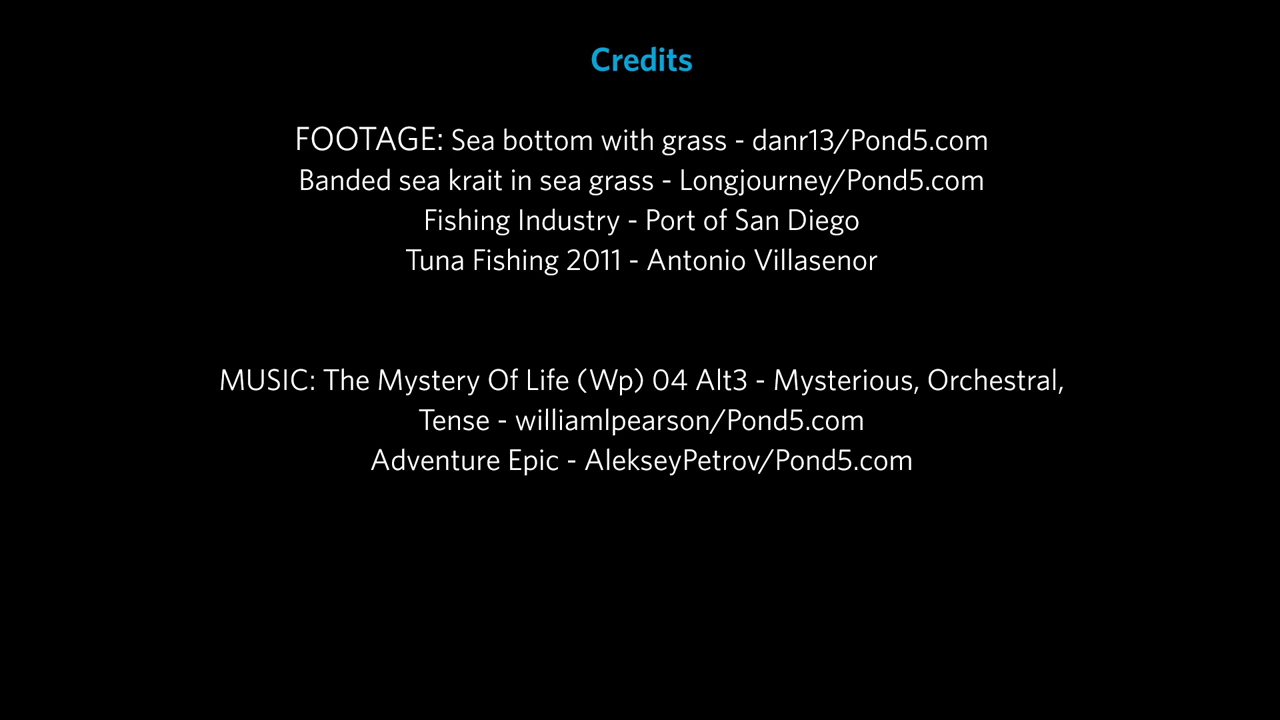 Credits
FOOTAGE: Sea bottom with grass - danr13/Pond5.com
Banded sea krait in sea grass - Longjourney/Pond5.com
Fishing Industry - Port of San Diego
Tuna Fishing 2011 - Antonio Villasenor
MUSIC: The Mystery Of Life (Wp) 04 Alt3 - Mysterious, Orchestral,
Tense - williamlpearson/Pond5.com
Adventure Epic - AlekseyPetrov/Pond5.com